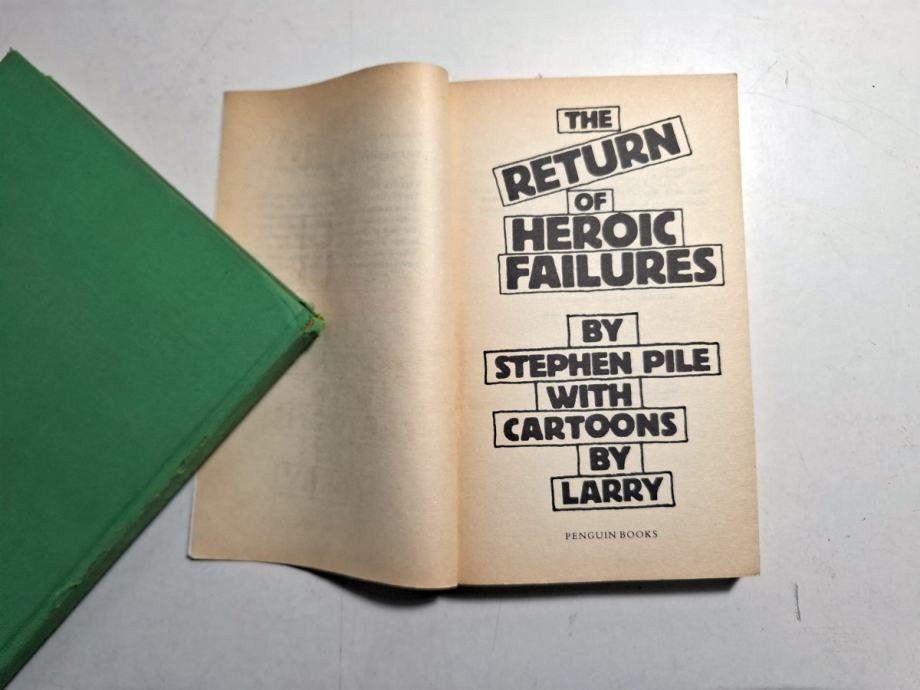 THE
RETURN
OF
HEROIC
FAILURES
BY
STEPHEN PILE
WITH
CARTOONS
BY
LARRY
PENGUIN BOOKS